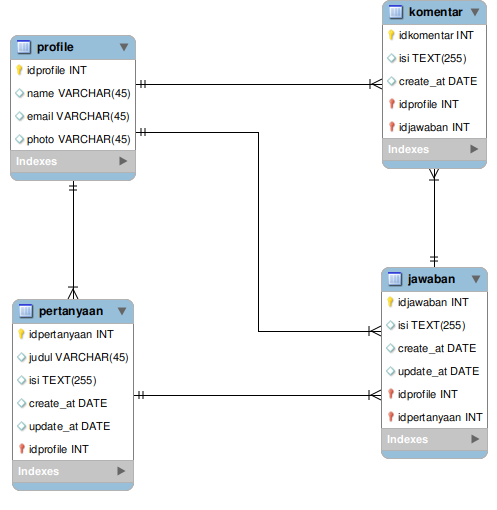 profile
idprofile INT
name VARCHAR(45)
email VARCHAR(45)
photo VARCHAR(45)
Indexes
komentar
idkomentar INT
isi TEXT(255)
create_at DATE
idprofile INT
idjawaban INT
Indexes
pertanyaan
idpertanyaan INT
judul VARCHAR(45)
isi TEXT(255)
create_at DATE
update_at DATE
idprofile INT
Indexes
jawaban
idjawaban INT
isi TEXT(255)
create_at DATE
update_at DATE
idprofile INT
idpertanyaan INT
Indexes